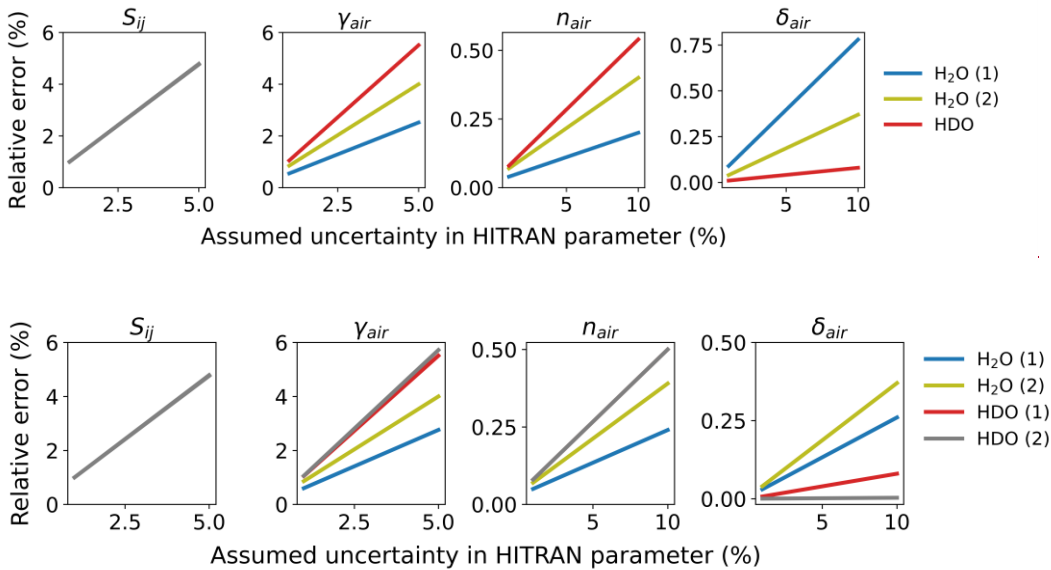 S_ij γ_air n_air δ_air
Relative error (%)
6 4 2 0
2.5 5.0
6 4 2 0
2.5 5.0
0.50 0.25 0.00
5 10
0.75 0.50 0.25 0.00
5 10
H₂O (1)
H₂O (2)
HDO
Assumed uncertainty in HITRAN parameter (%)
S_ij γ_air n_air δ_air
Relative error (%)
6 4 2 0
2.5 5.0
6 4 2 0
2.5 5.0
0.50 0.25 0.00
5 10
0.50 0.25 0.00
5 10
H₂O (1)
H₂O (2)
HDO (1)
HDO (2)
Assumed uncertainty in HITRAN parameter (%)